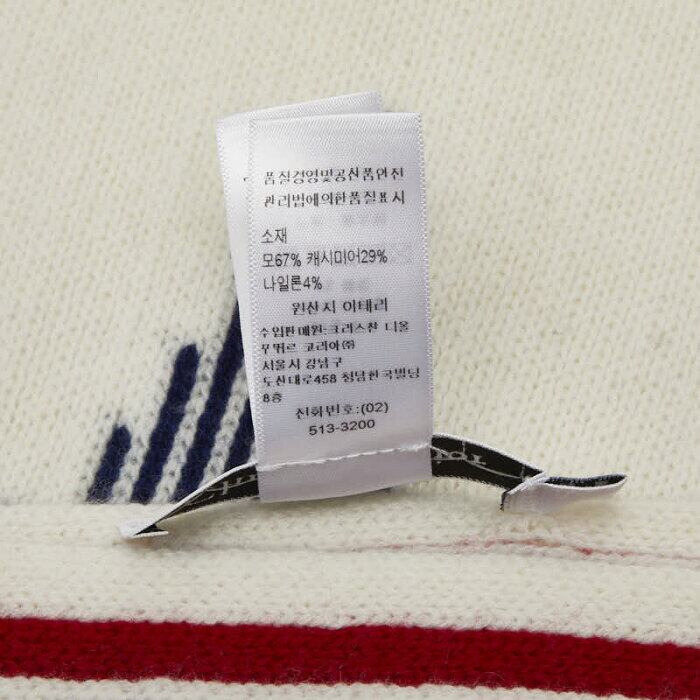 품질경영및공산품안전
관리법에의한품질표시
소재
모67% 캐시미어29%
나일론4%
원산지 이태리
수입판매원:크리스챤 디올
꾸뛰르 코리아㈜
서울시 강남구
도산대로458 청담한국빌딩
8층
전화번호:(02)
513-3200